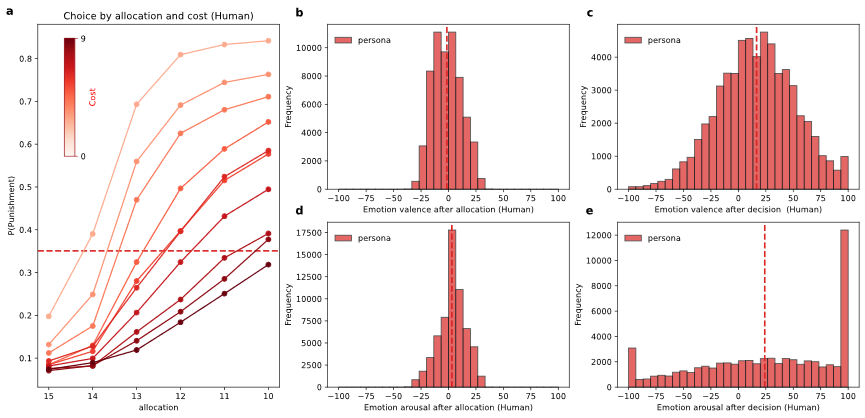 a
Choice by allocation and cost (Human)
P(Punishment)
0.8
0.7
0.6
0.5
0.4
0.3
0.2
0.1
9
Cost
0
15 14 13 12 11 10
allocation
b
persona
Frequency
10000
8000
6000
4000
2000
0
−100 −75 −50 −25 0 25 50 75 100
Emotion valence after allocation (Human)
c
persona
Frequency
4000
3000
2000
1000
0
−100 −75 −50 −25 0 25 50 75 100
Emotion valence after decision (Human)
d
persona
Frequency
17500
15000
12500
10000
7500
5000
2500
0
−100 −75 −50 −25 0 25 50 75 100
Emotion arousal after allocation (Human)
e
persona
Frequency
12000
10000
8000
6000
4000
2000
0
−100 −75 −50 −25 0 25 50 75 100
Emotion arousal after decision (Human)